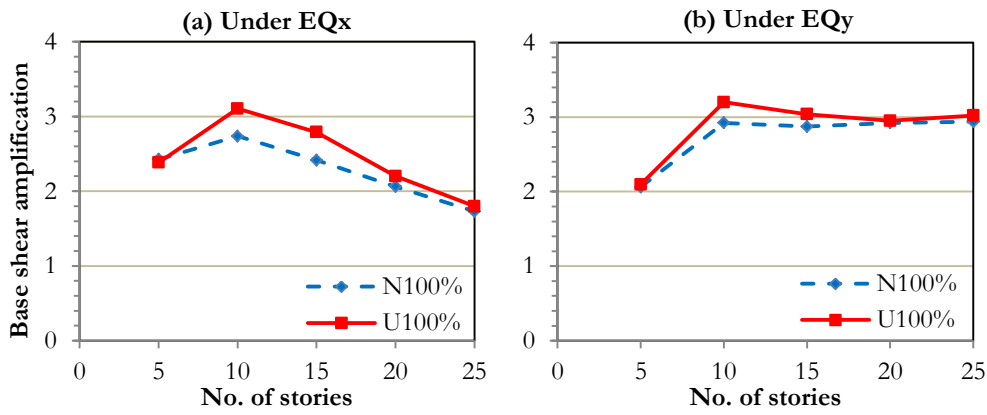 (a) Under EQx
(b) Under EQy
Base shear amplification
4
3
2
1
0
N100%
U100%
0 5 10 15 20 25
No. of stories
4
3
2
1
0
N100%
U100%
0 5 10 15 20 25
No. of stories